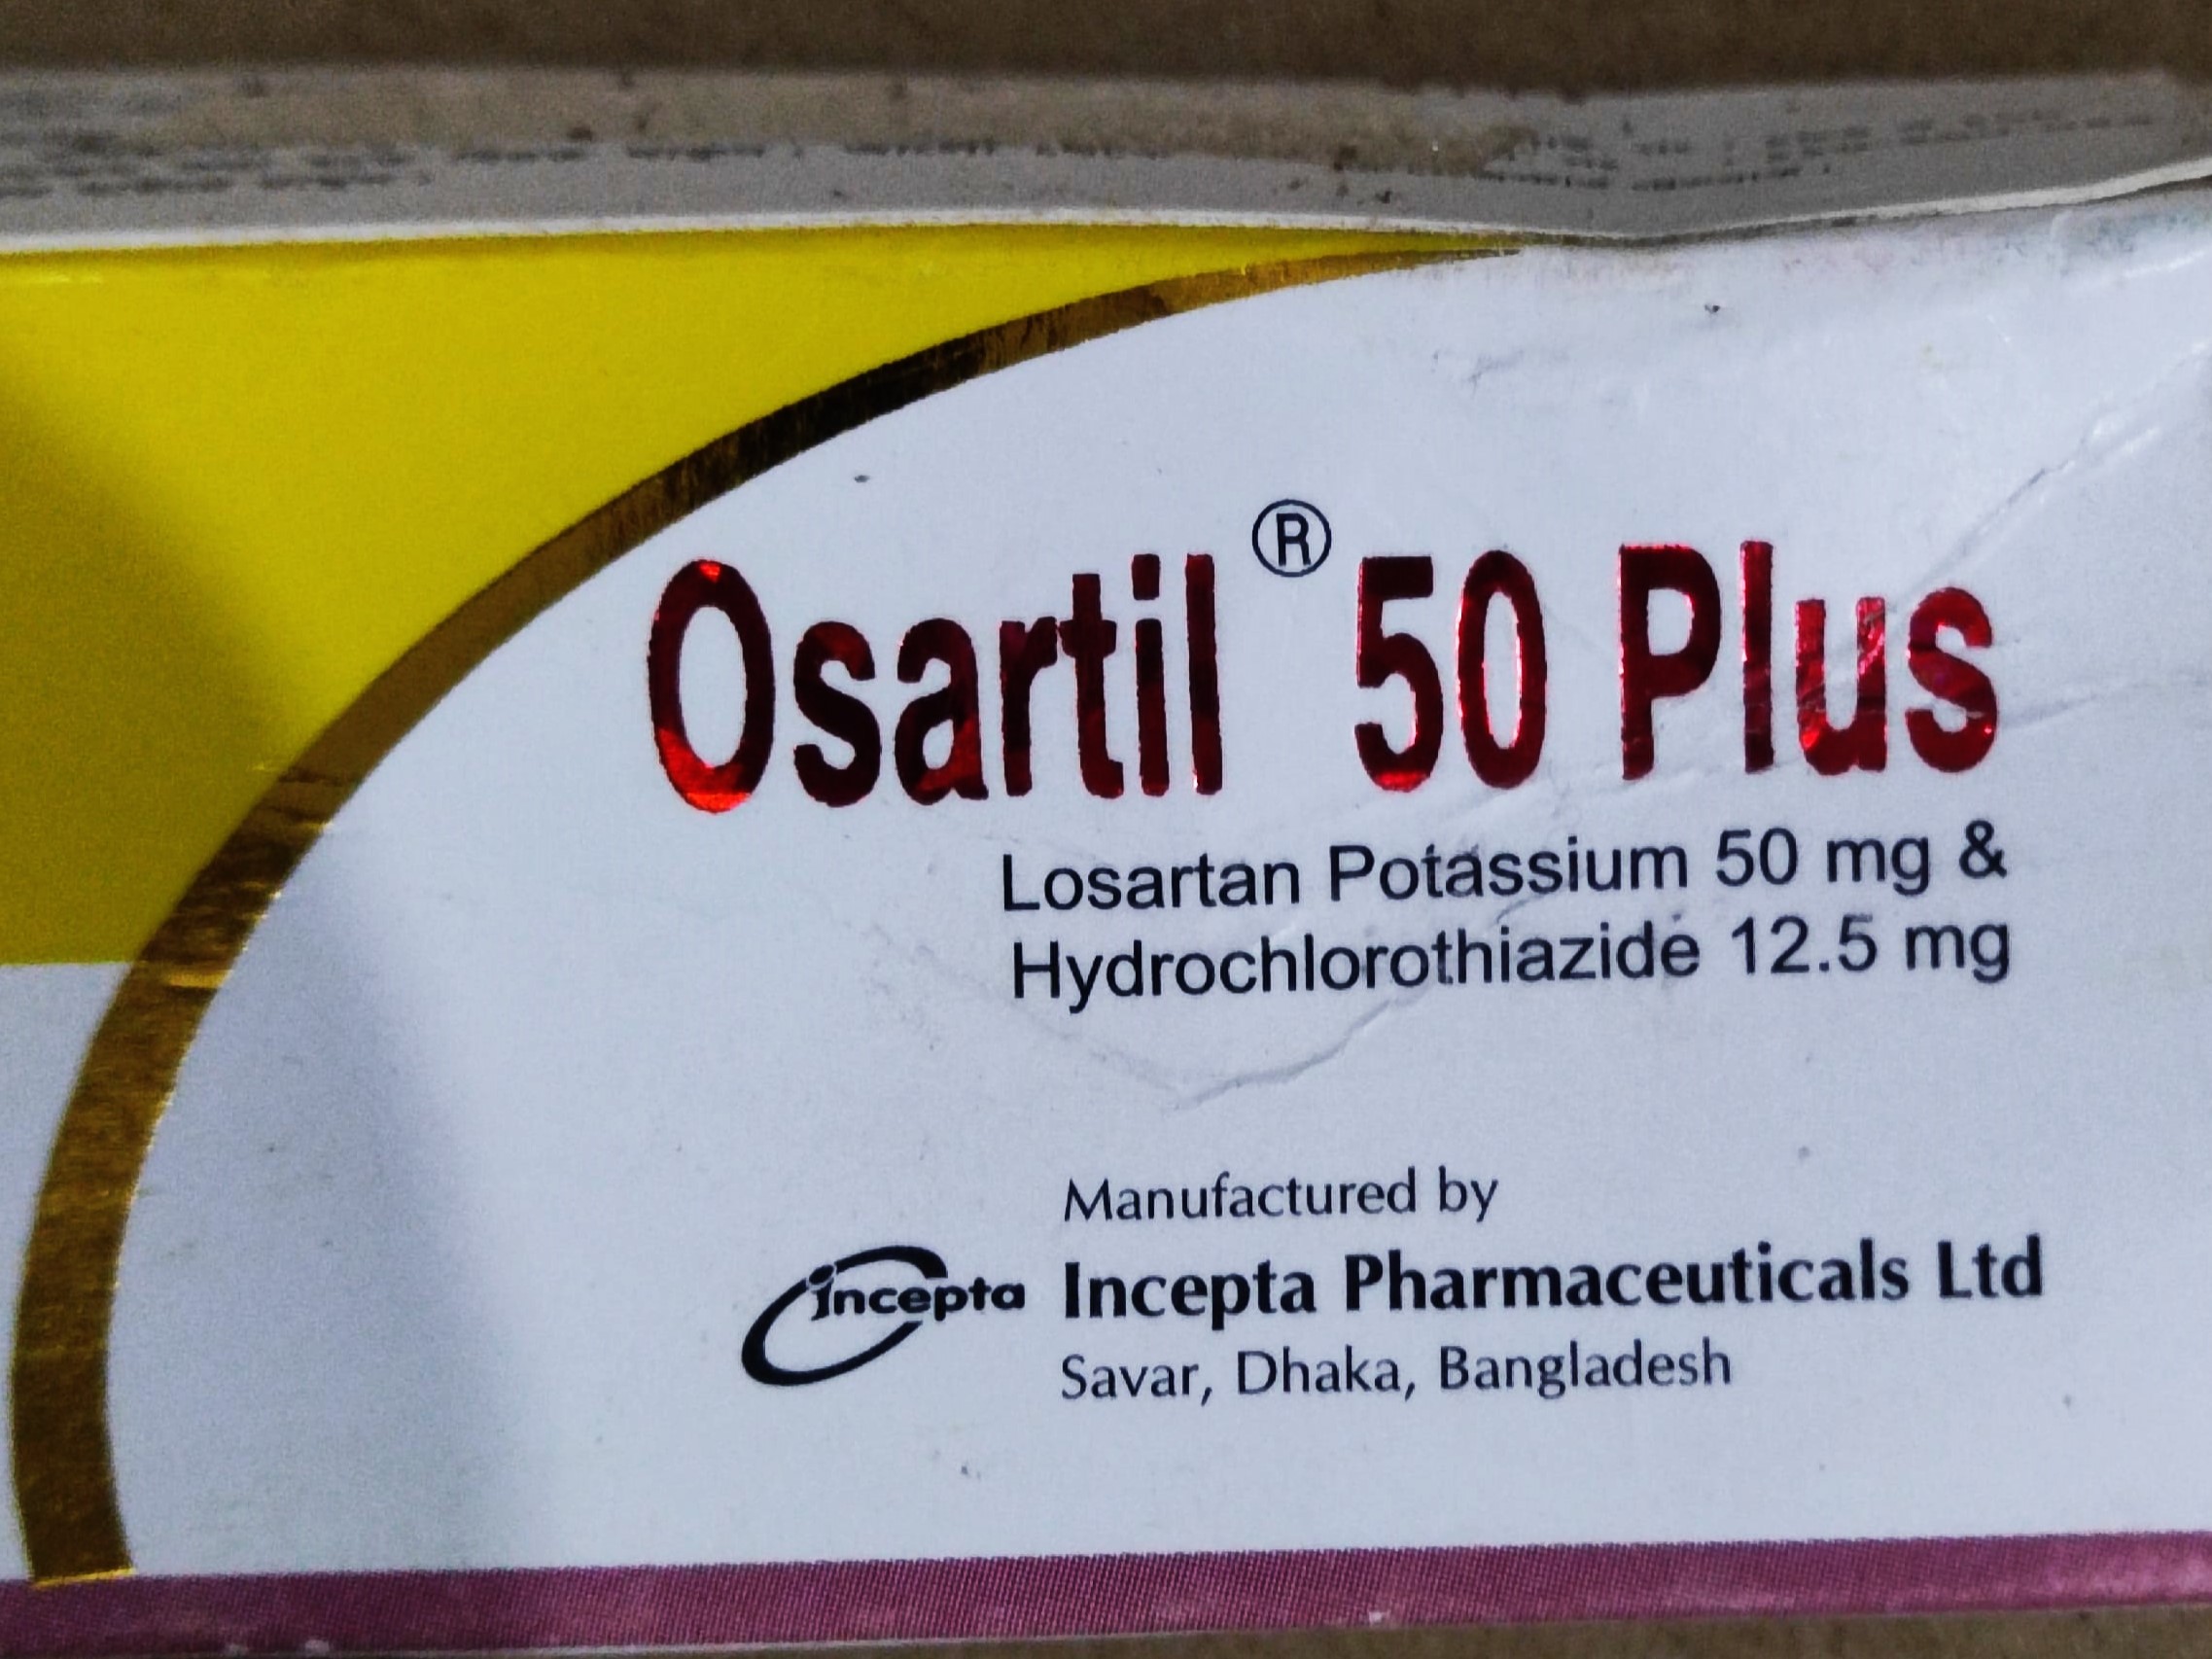 Osartil® 50 Plus
Losartan Potassium 50 mg &
Hydrochlorothiazide 12.5 mg
Manufactured by
incepta
Incepta Pharmaceuticals Ltd
Savar, Dhaka, Bangladesh